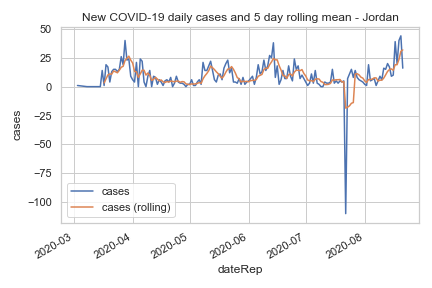 New COVID-19 daily cases and 5 day rolling mean - Jordan
50
25
0
−25
−50
−75
−100
cases
cases
cases (rolling)
2020-03
2020-04
2020-05
2020-06
2020-07
2020-08
dateRep